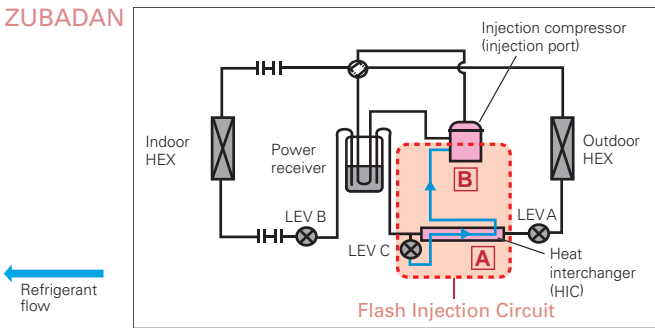 ZUBADAN
Injection compressor
(injection port)
Indoor
HEX
Power
receiver
Outdoor
HEX
B
LEV B
LEV A
LEV C
A
Heat
interchanger
(HIC)
Refrigerant
flow
Flash Injection Circuit